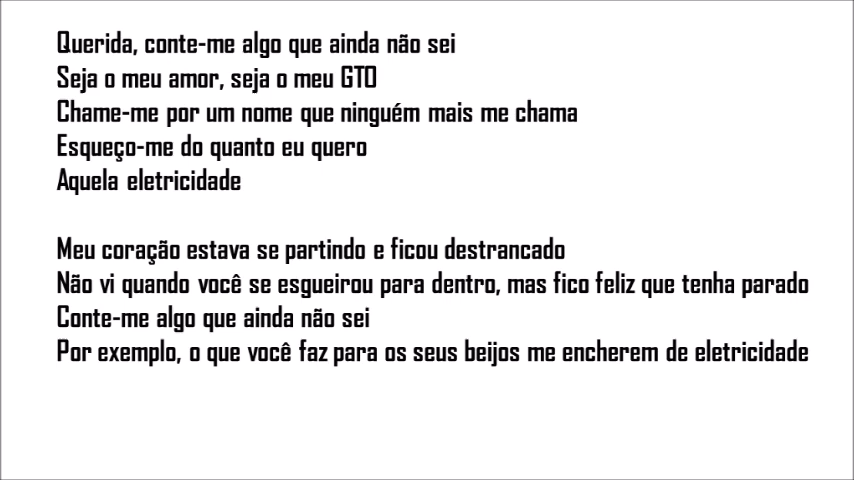 Querida, conte-me algo que ainda não sei
Seja o meu amor, seja o meu GTO
Chame-me por um nome que ninguém mais me chama
Esqueço-me do quanto eu quero
Aquela eletricidade
Meu coração estava se partindo e ficou destrancado
Não vi quando você se esgueirou para dentro, mas fico feliz que tenha parado
Conte-me algo que ainda não sei
Por exemplo, o que você faz para os seus beijos me encherem de eletricidade